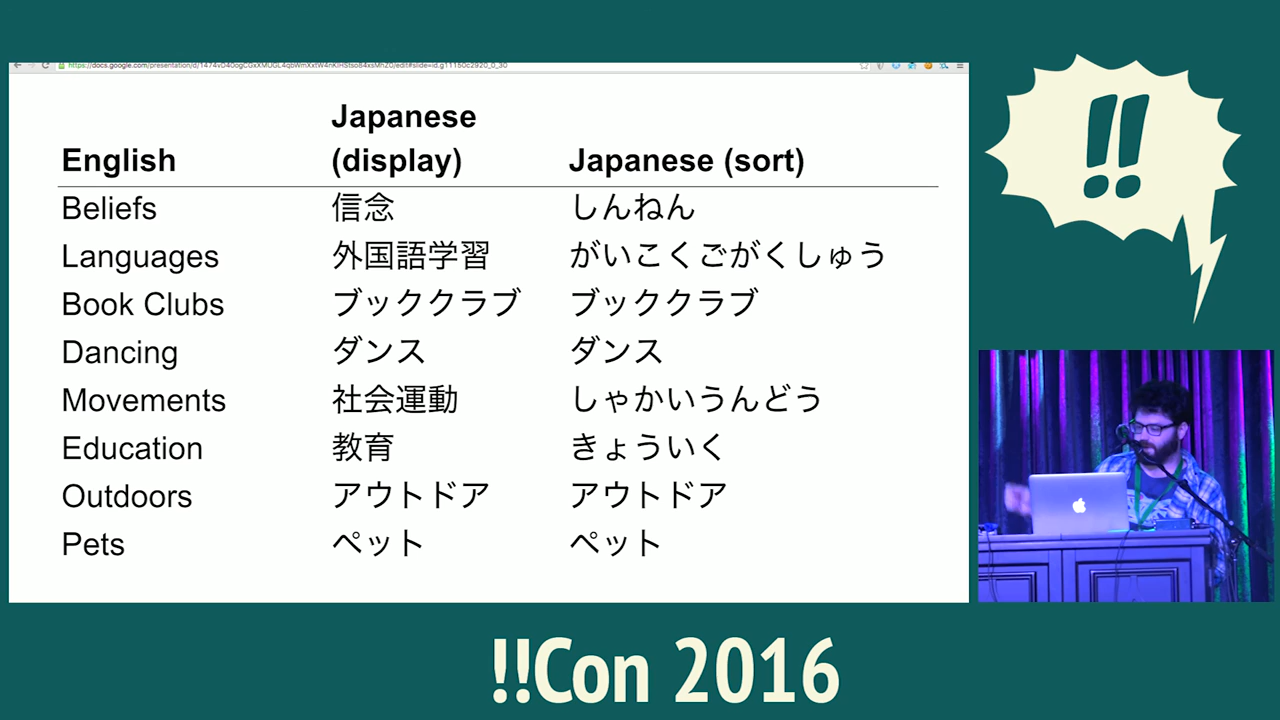 !!
English Japanese (display) Japanese (sort)
Beliefs 信念 しんねん
Languages 外国語学習 がいこくごがくしゅう
Book Clubs ブッククラブ ブッククラブ
Dancing ダンス ダンス
Movements 社会運動 しゃかいうんどう
Education 教育 きょういく
Outdoors アウトドア アウトドア
Pets ペット ペット
!!Con 2016